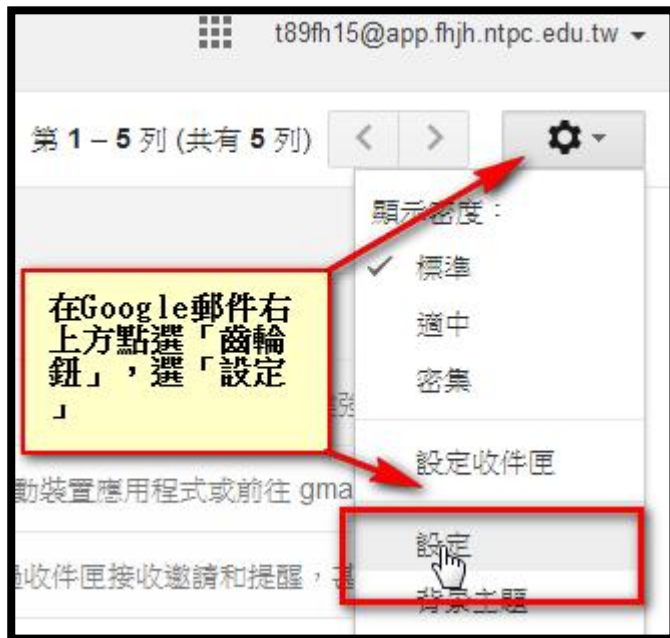 t89fh15@app.fhjh.ntpc.edu.tw
第 1 – 5 列 (共有 5 列)
顯示密度：
標準
適中
密集
設定收件匣
設定
背景主題
在Google郵件右
上方點選「齒輪
鈕」，選「設定
」
動裝置應用程式或前往 gma
收件匣接收邀請和提醒，